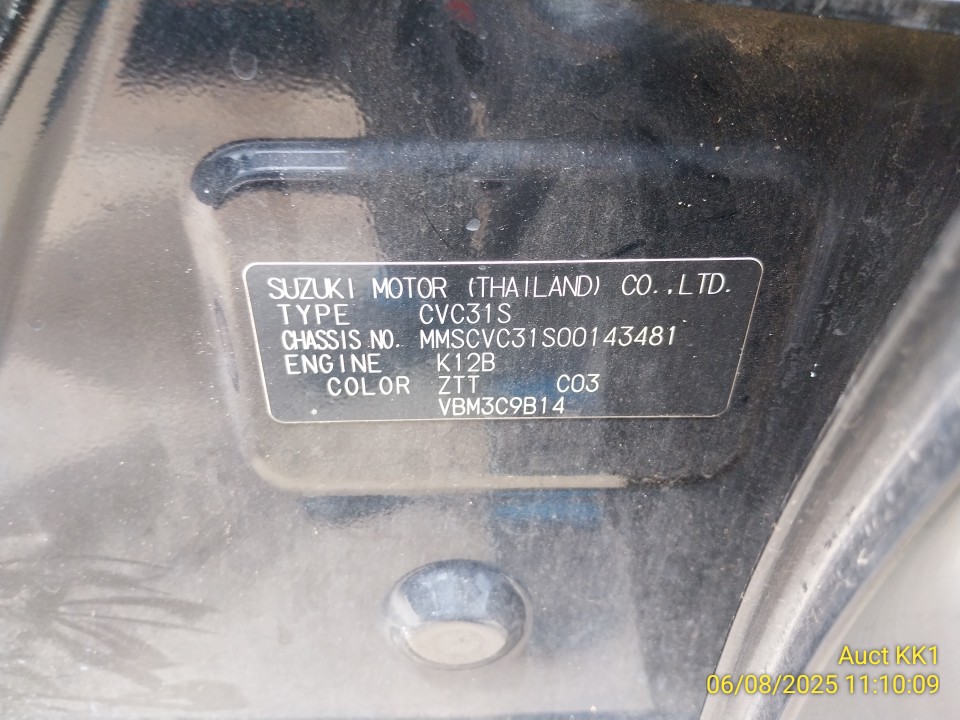 SUZUKI MOTOR (THAILAND) CO.,LTD.
TYPE CVC31S
CHASSIS NO. MMSCVC31S00143481
ENGINE K12B
COLOR ZTT C03
VBM3C9B14
Auct KK1
06/08/2025 11:10:09